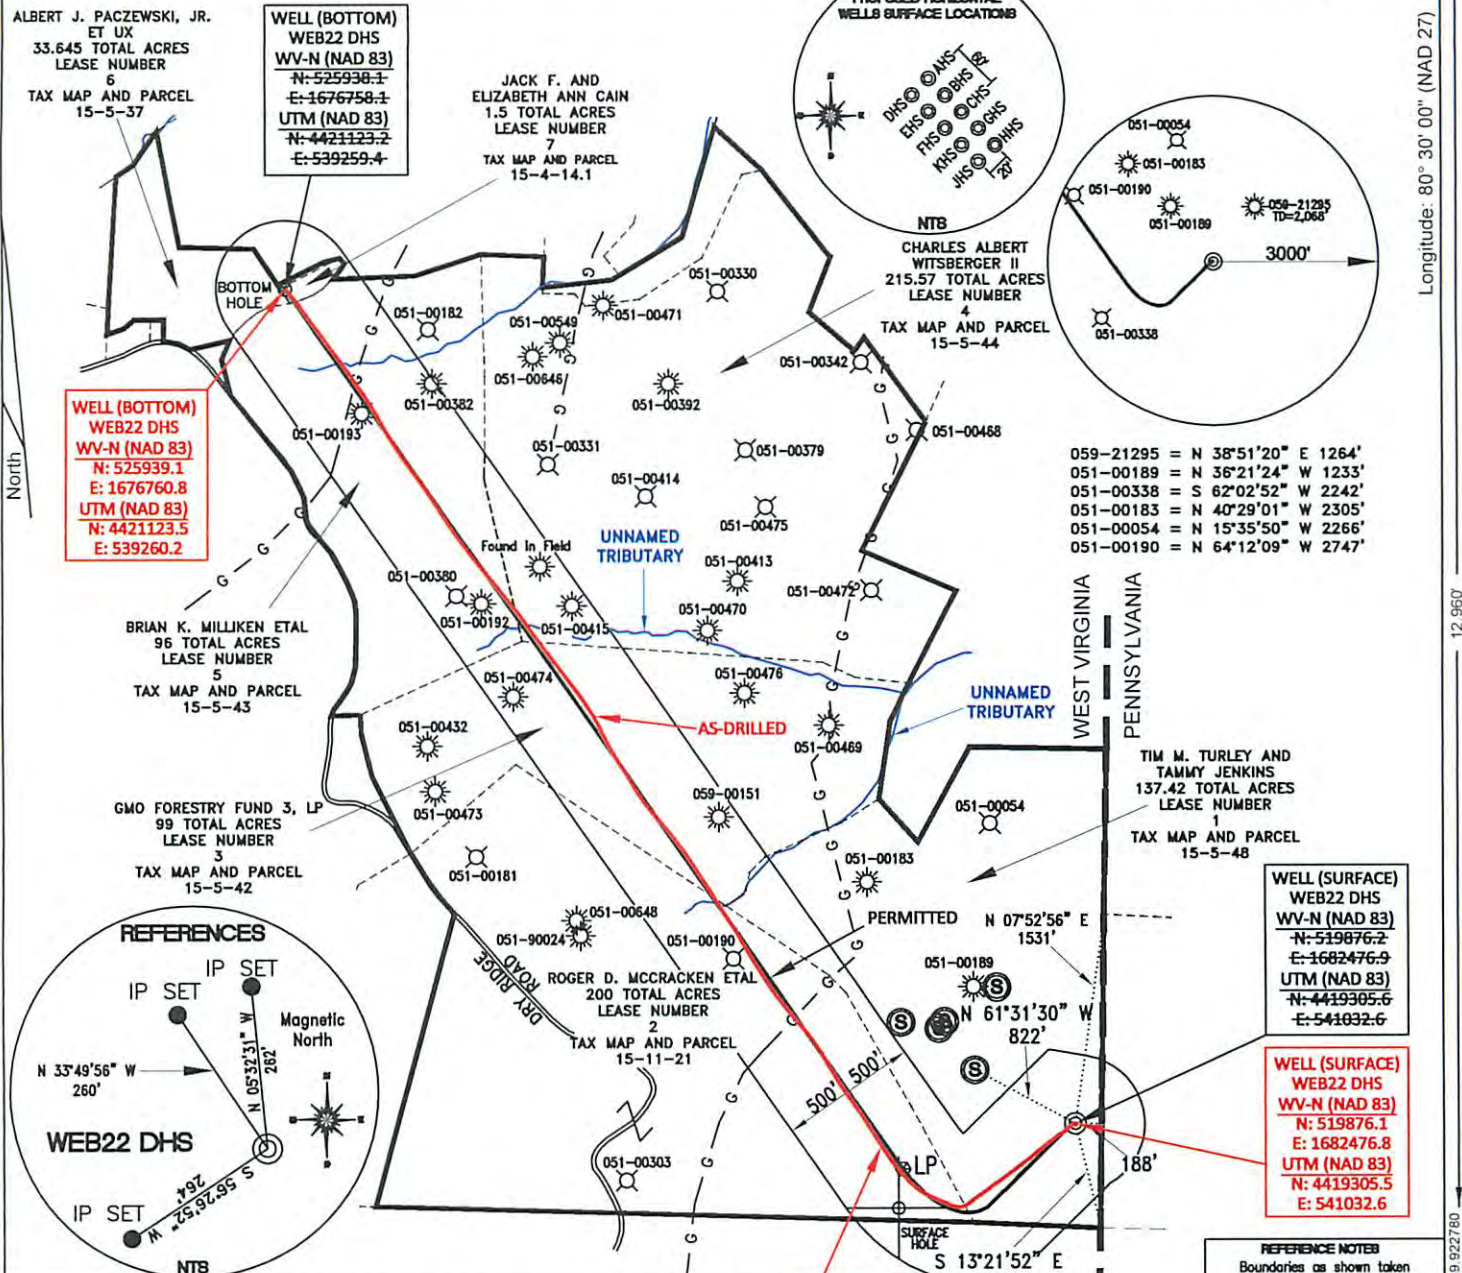 ALBERT J. PACZEWSKI, JR.
ET UX
33.645 TOTAL ACRES
LEASE NUMBER
6
TAX MAP AND PARCEL
15-5-37
WELL (BOTTOM)
WEB22 DHS
WV-N (NAD 83)
N: 525938.1
E: 1676758.1
UTM (NAD 83)
N: 4421123.2
E: 539259.4
JACK F. AND
ELIZABETH ANN CAIN
1.5 TOTAL ACRES
LEASE NUMBER
7
TAX MAP AND PARCEL
15-4-14.1
PROPOSED HORIZONTAL
WELLS SURFACE LOCATIONS
AHS
60'
BHS
DHS
CHS
EHS
GHS
FHS
HHS
KHS
JHS
20'
NTS
051-00054
051-00183
051-00190
051-00189
059-21295
TD=2,068'
3000'
051-00338
Longitude: 80° 30' 00" (NAD 27)
CHARLES ALBERT
WITSBERGER II
215.57 TOTAL ACRES
LEASE NUMBER
4
TAX MAP AND PARCEL
15-5-44
BOTTOM
HOLE
051-00182
051-00549
051-00471
051-00330
051-00646
051-00342
051-00382
051-00392
051-00193
051-00331
051-00379
051-00468
051-00414
051-00475
WELL (BOTTOM)
WEB22 DHS
WV-N (NAD 83)
N: 525939.1
E: 1676760.8
UTM (NAD 83)
N: 4421123.5
E: 539260.2
North
059-21295 = N 38°51'20" E 1264'
051-00189 = N 36°21'24" W 1233'
051-00338 = S 62°02'52" W 2242'
051-00183 = N 40°29'01" W 2305'
051-00054 = N 15°35'50" W 2266'
051-00190 = N 64°12'09" W 2747'
Found In Field
UNNAMED
TRIBUTARY
051-00413
051-00380
051-00472
051-00192
051-00415
051-00470
BRIAN K. MILLIKEN ETAL
96 TOTAL ACRES
LEASE NUMBER
5
TAX MAP AND PARCEL
15-5-43
051-00474
051-00476
UNNAMED
TRIBUTARY
WEST VIRGINIA
PENNSYLVANIA
12,960'
051-00432
AS-DRILLED
051-00469
TIM M. TURLEY AND
TAMMY JENKINS
137.42 TOTAL ACRES
LEASE NUMBER
1
TAX MAP AND PARCEL
15-5-48
GMO FORESTRY FUND 3, LP
99 TOTAL ACRES
LEASE NUMBER
3
TAX MAP AND PARCEL
15-5-42
051-00473
059-00151
051-00054
051-00181
051-00183
051-00648
051-90024
051-00190
PERMITTED
N 07°52'56" E
1531'
051-00189
N 61°31'30" W
822'
S
S
S
DRY RIDGE
ROAD
ROGER D. MCCRACKEN ETAL
200 TOTAL ACRES
LEASE NUMBER
2
TAX MAP AND PARCEL
15-11-21
WELL (SURFACE)
WEB22 DHS
WV-N (NAD 83)
N: 519876.2
E: 1682476.9
UTM (NAD 83)
N: 4419305.6
E: 541032.6
REFERENCES
IP SET
IP SET
Magnetic
North
N 33°49'56" W
260'
N 05°32'31" W
262'
WEB22 DHS
S 56°26'52" W
264'
IP SET
NTS
500'
500'
WELL (SURFACE)
WEB22 DHS
WV-N (NAD 83)
N: 519876.1
E: 1682476.8
UTM (NAD 83)
N: 4419305.5
E: 541032.6
051-00303
LP
188'
SURFACE
HOLE
S 13°21'52" E
REFERENCE NOTES
Boundaries as shown taken
9.922780
G G G G G G